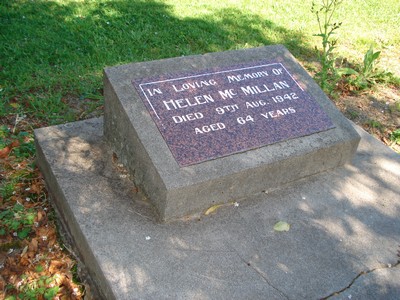 IN LOVING MEMORY OF
HELEN MC MILLAN
DIED 9TH AUG. 1942
AGED 64 YEARS